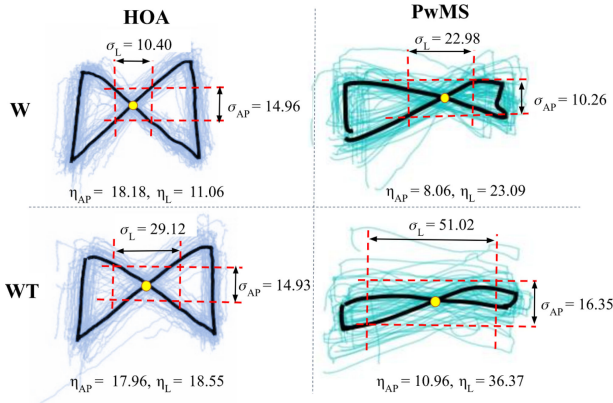 HOA
PwMS
W
σL = 10.40
σAP = 14.96
ηAP = 18.18, ηL = 11.06
σL = 22.98
σAP = 10.26
ηAP = 8.06, ηL = 23.09
WT
σL = 29.12
σAP = 14.93
ηAP = 17.96, ηL = 18.55
σL = 51.02
σAP = 16.35
ηAP = 10.96, ηL = 36.37